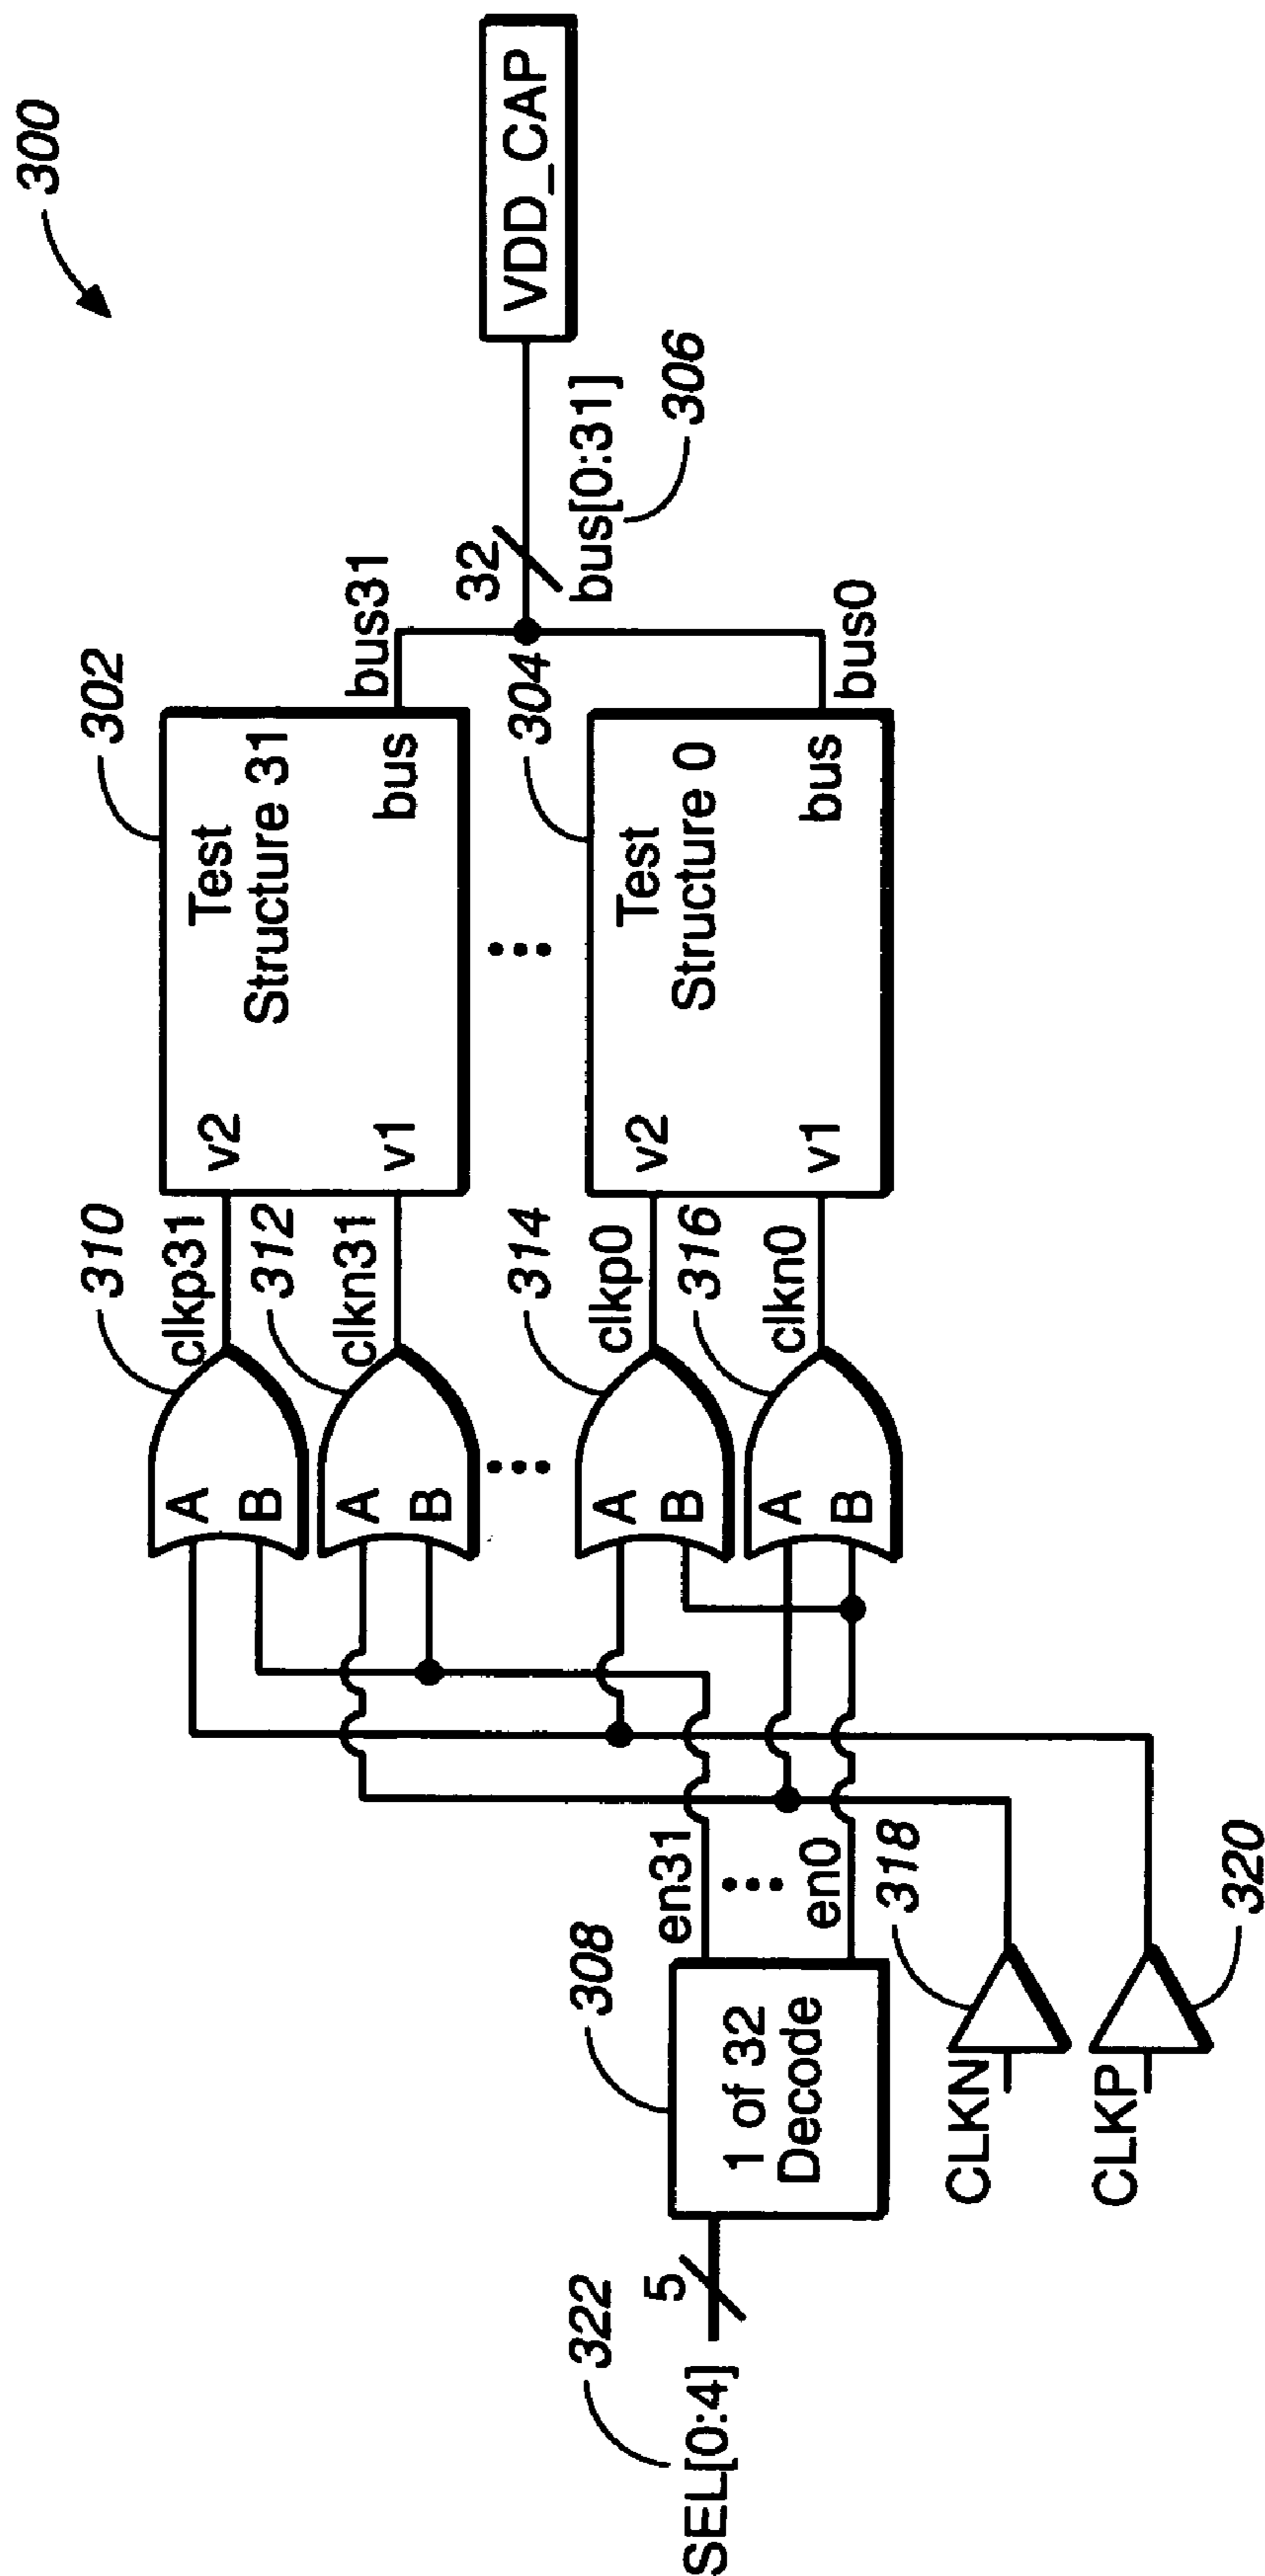 300
302
310
clkp31
v2
Test
Structure 31
A
B
312
clkn31
v1
bus
bus31
A
B
32
VDD_CAP
bus[0:31]
306
304
314
clkp0
v2
Test
Structure 0
A
B
316
clkn0
v1
bus
bus0
A
B
en31
en0
308
1 of 32
Decode
322
5
SEL[0:4]
318
CLKN
320
CLKP